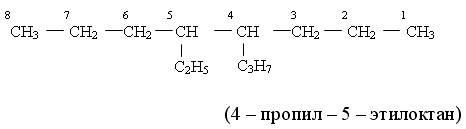 8 7 6 5 4 3 2 1
CH3 — CH2 — CH2 — CH — CH — CH2 — CH2 — CH3
C2H5 C3H7
(4 – пропил – 5 – этилоктан)